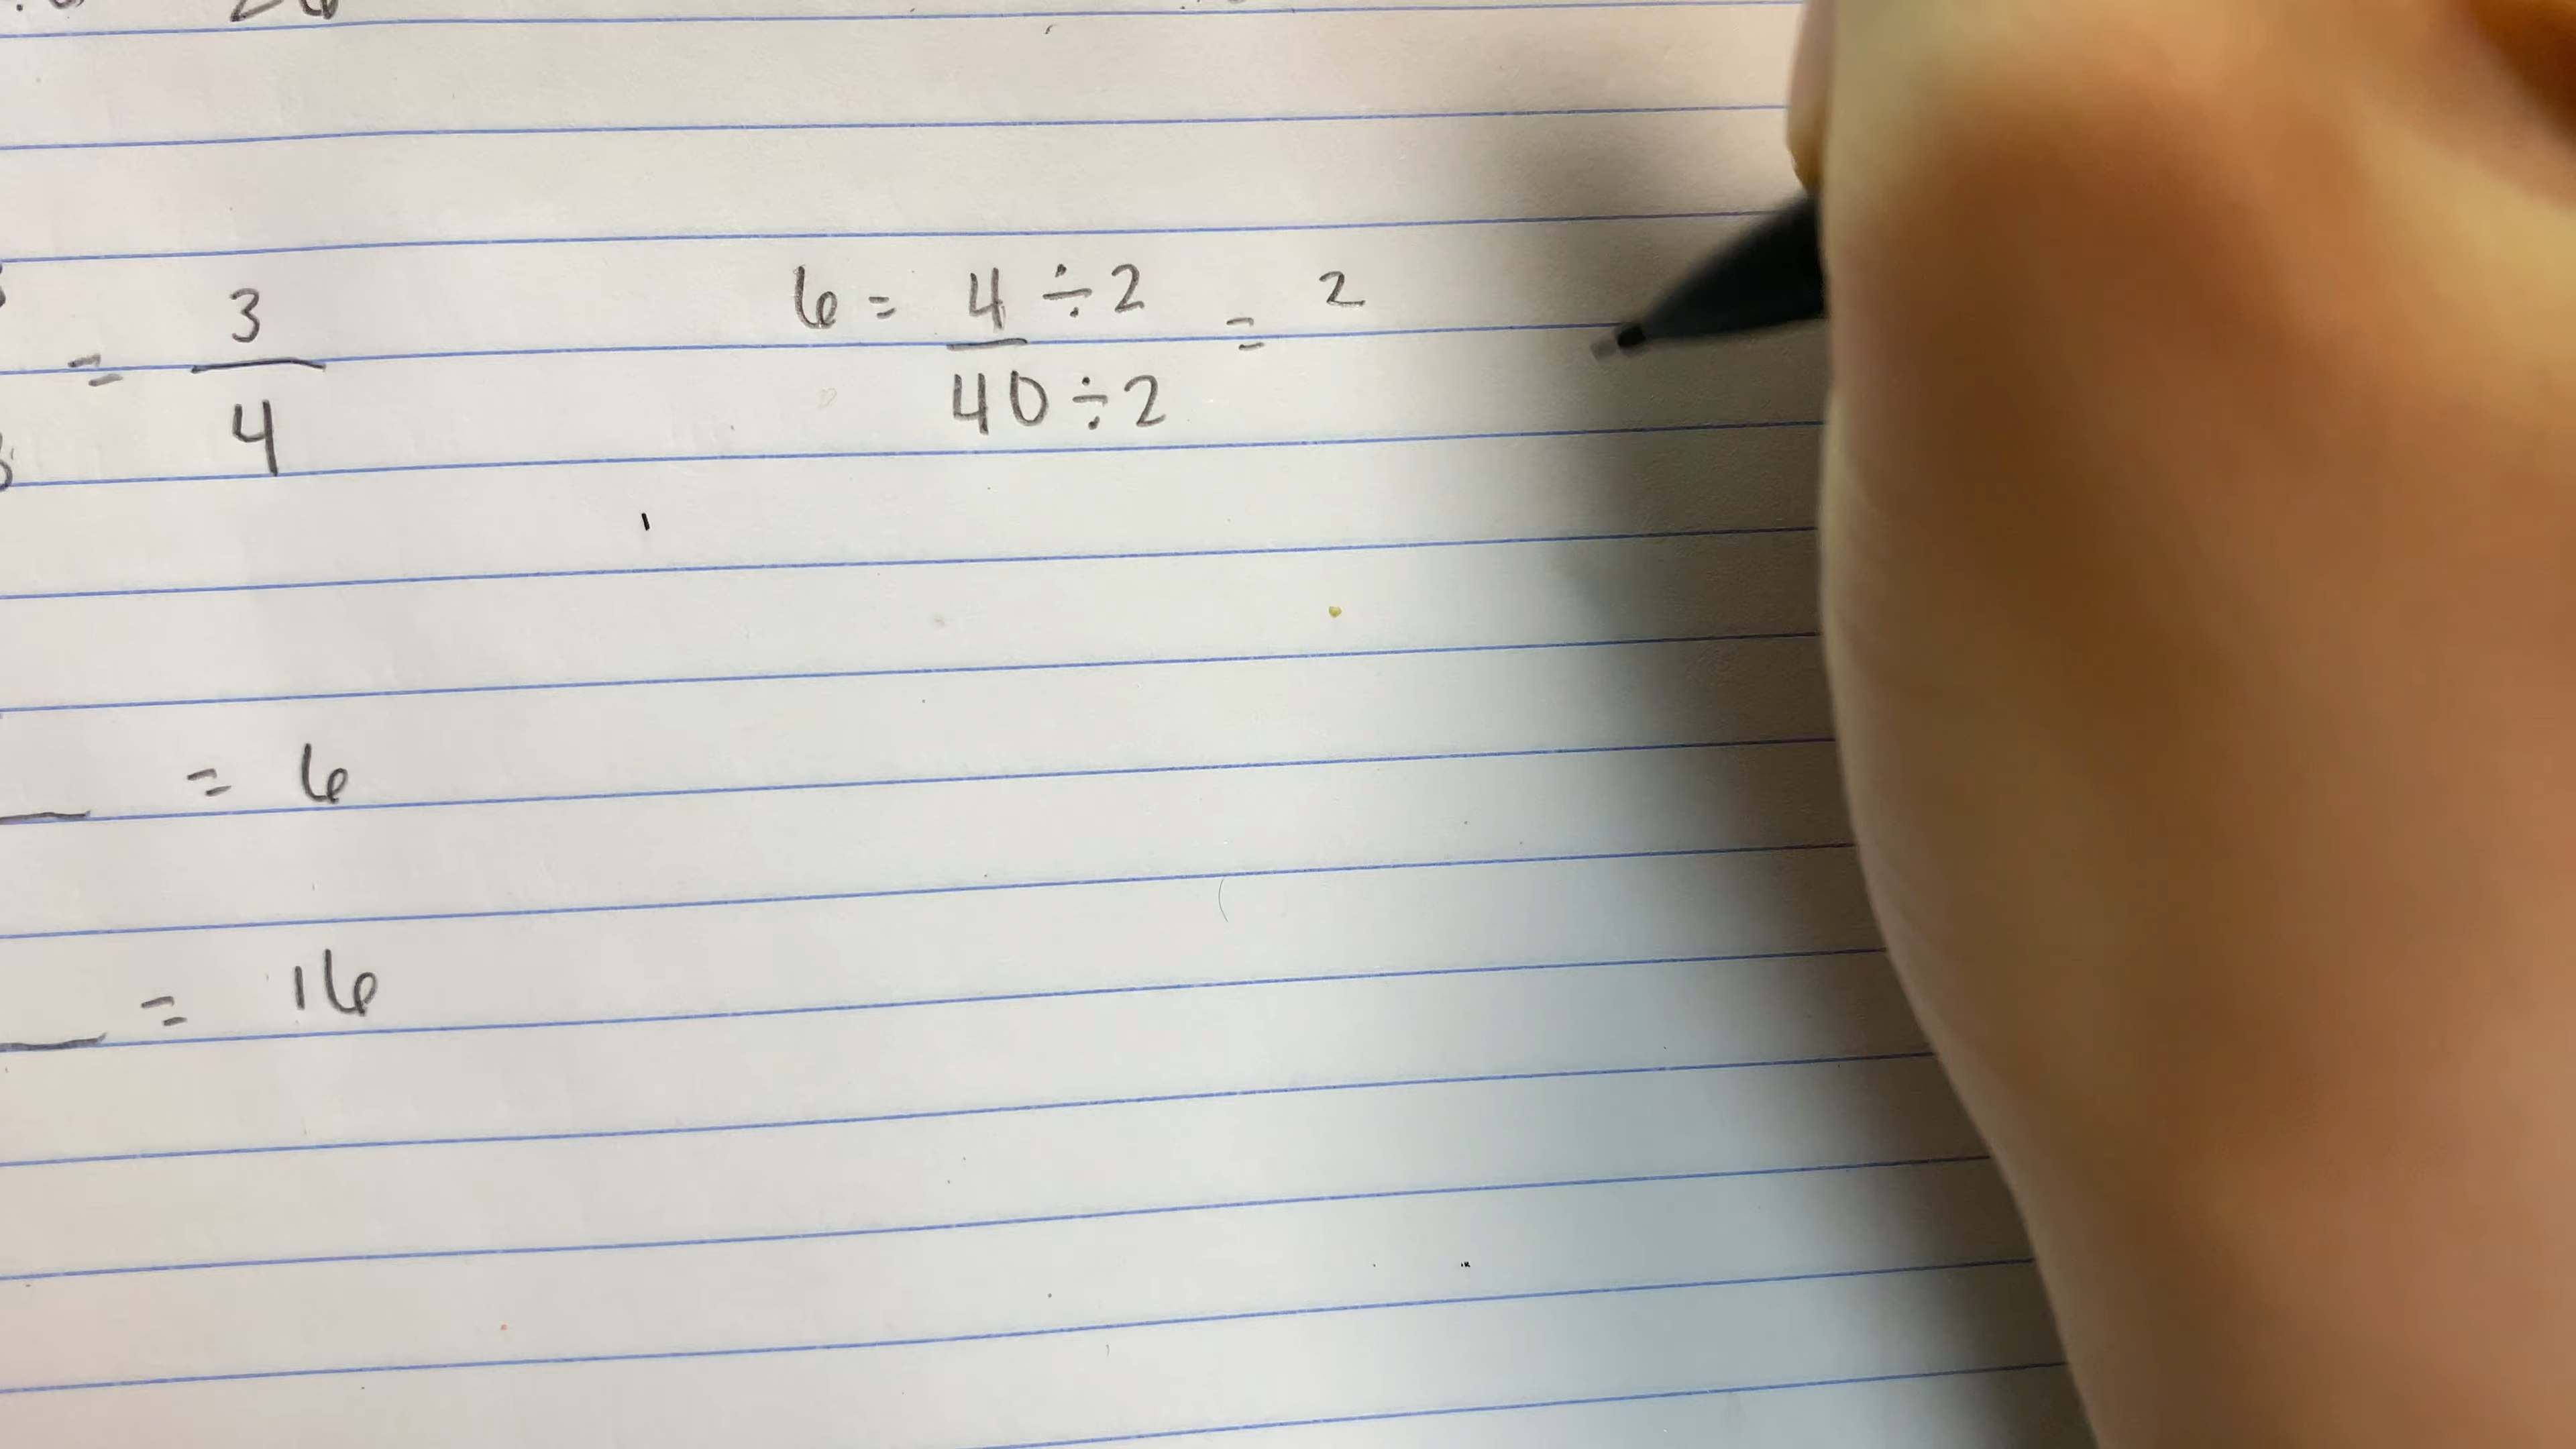 = 3/4
6 = 4 ÷ 2 / 40 ÷ 2 = 2
= 6
= 16